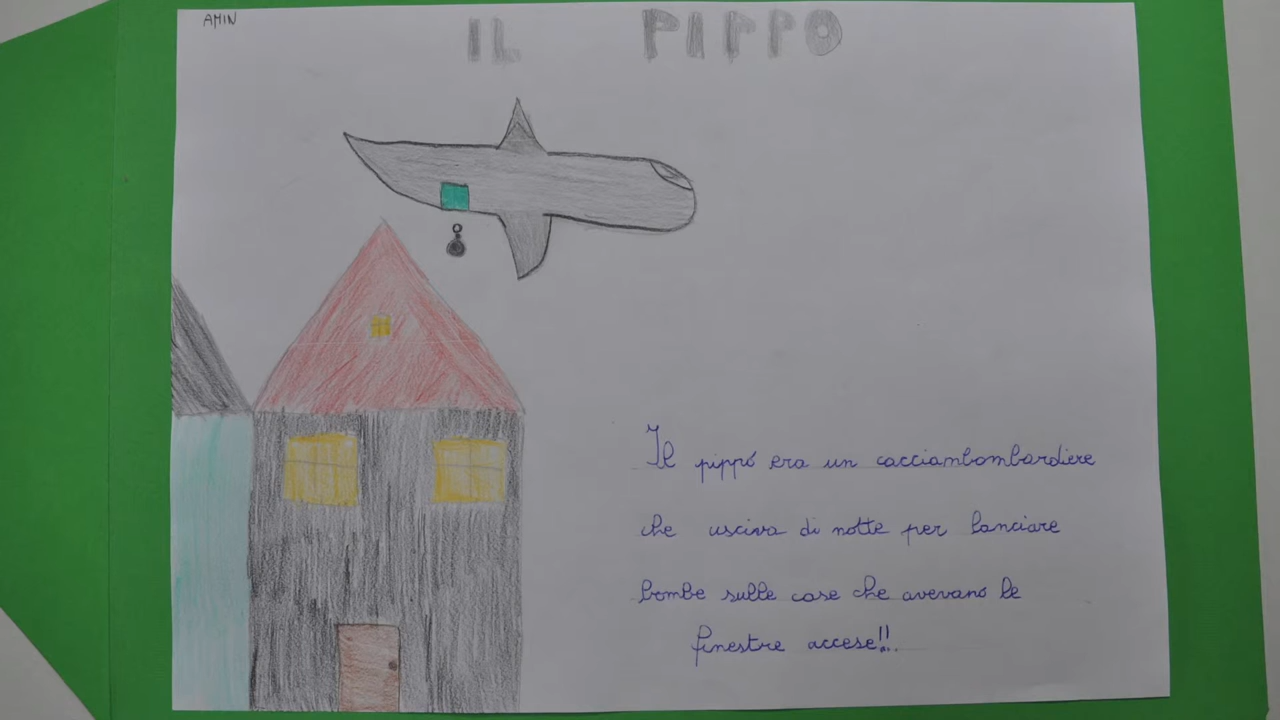 AMIN
IL PIPPO
Il pippó era un cacciambombardiere
che usciva di notte per lanciare
bombe sulle case che avevano le
finestre accese!!.